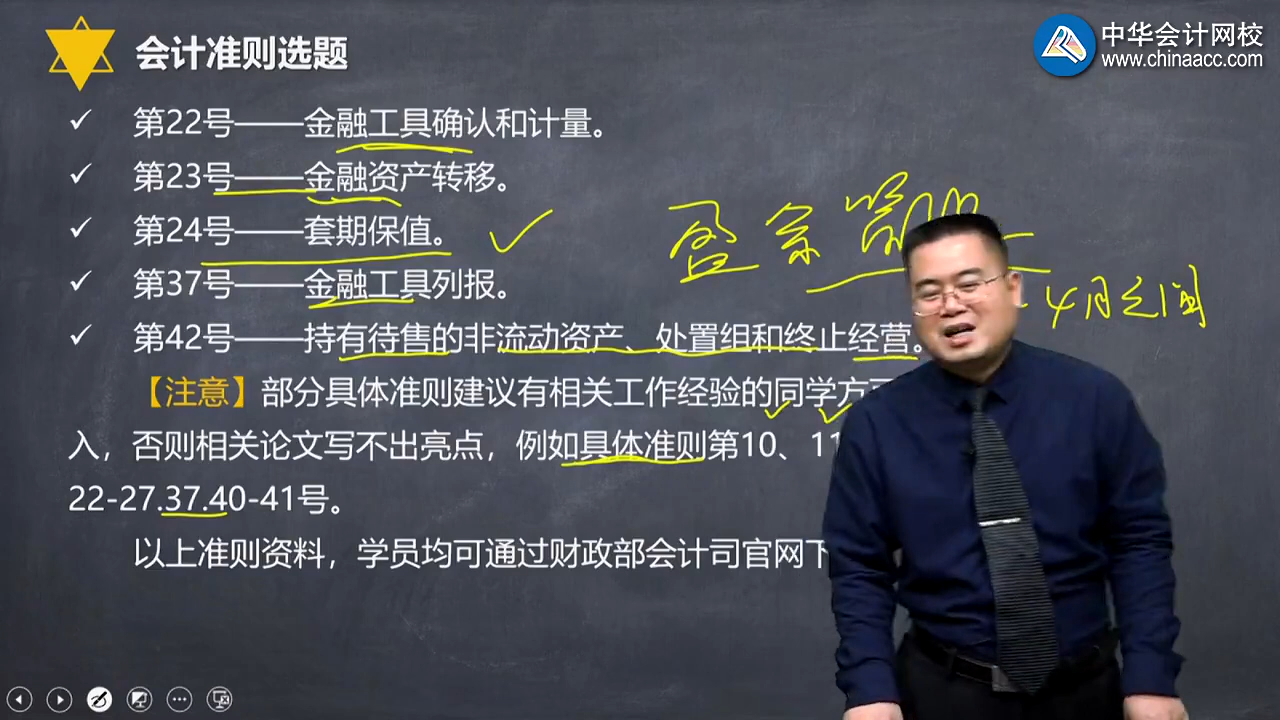 会计准则选题
中华会计网校
www.chinaacc.com
✓ 第22号——金融工具确认和计量。
✓ 第23号——金融资产转移。
✓ 第24号——套期保值。
✓ 第37号——金融工具列报。
✓ 第42号——持有待售的非流动资产、处置组和终止经营。
【注意】部分具体准则建议有相关工作经验的同学方
入，否则相关论文写不出亮点，例如具体准则第10、11
22-27.37.40-41号。
以上准则资料，学员均可通过财政部会计司官网下
盈余管理
4月之间